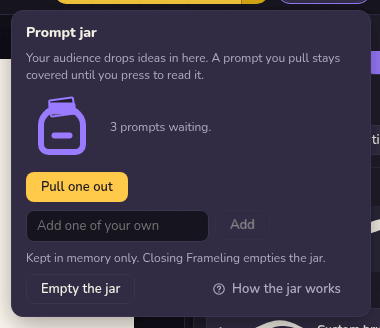 Prompt jar
Your audience drops ideas in here. A prompt you pull stays
covered until you press to read it.
3 prompts waiting.
Pull one out
Add one of your own
Add
Kept in memory only. Closing Frameling empties the jar.
Empty the jar
How the jar works